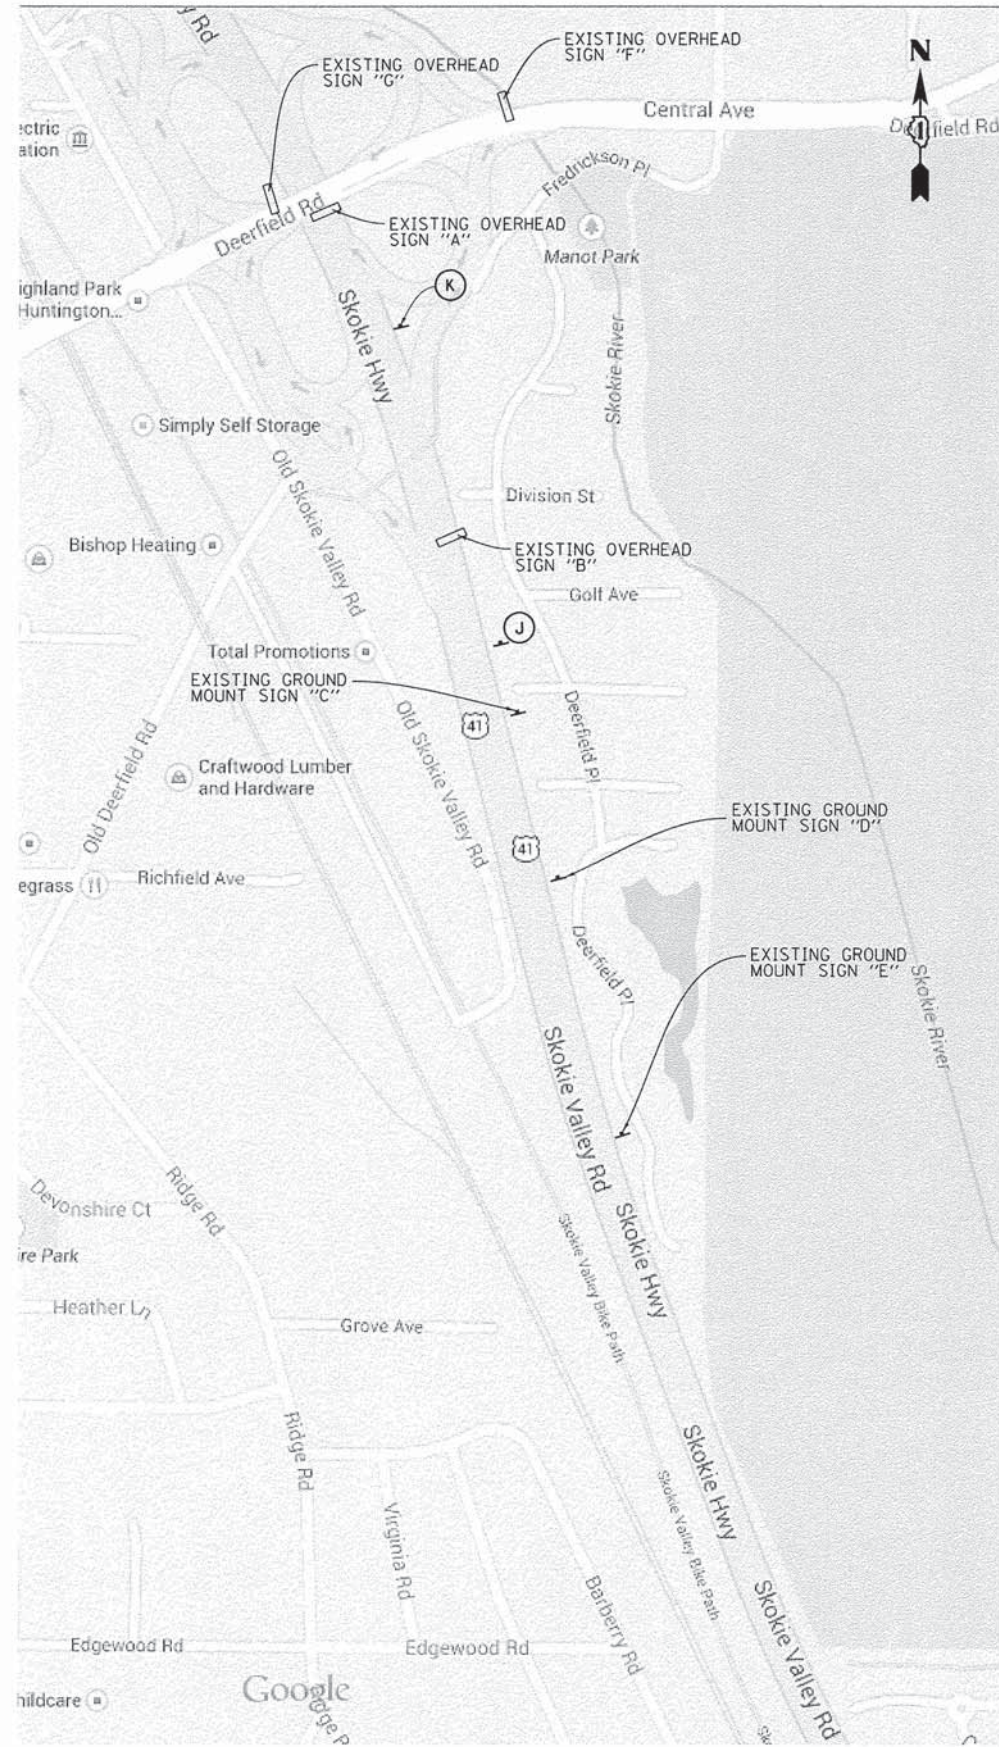 y Rd
EXISTING OVERHEAD
SIGN "F"
EXISTING OVERHEAD
SIGN "G"
N
Central Ave
Deerfield Rd
ectric
ation
Fredrickson Pl
Deerfield Rd
EXISTING OVERHEAD
SIGN "A"
Manot Park
K
ighland Park
Huntington...
Skokie Hwy
Skokie River
Simply Self Storage
Old Skokie Valley Rd
Division St
Bishop Heating
EXISTING OVERHEAD
SIGN "B"
Golf Ave
J
Total Promotions
EXISTING GROUND
MOUNT SIGN "C"
41
Deerfield Pl
Old Skokie Valley Rd
Old Deerfield Rd
Craftwood Lumber
and Hardware
EXISTING GROUND
MOUNT SIGN "D"
41
egrass
Richfield Ave
Deerfield Pl
EXISTING GROUND
MOUNT SIGN "E"
Skokie River
Skokie Valley Rd
Ridge Rd
Devonshire Ct
ire Park
Skokie Hwy
Skokie Valley Bike Path
Heather Ln
Grove Ave
Ridge Rd
Skokie Hwy
Skokie Valley Bike Path
Virginia Rd
Barberry Rd
Skokie Valley Rd
Edgewood Rd
Edgewood Rd
Google
hildcare
Ridge P
Sk